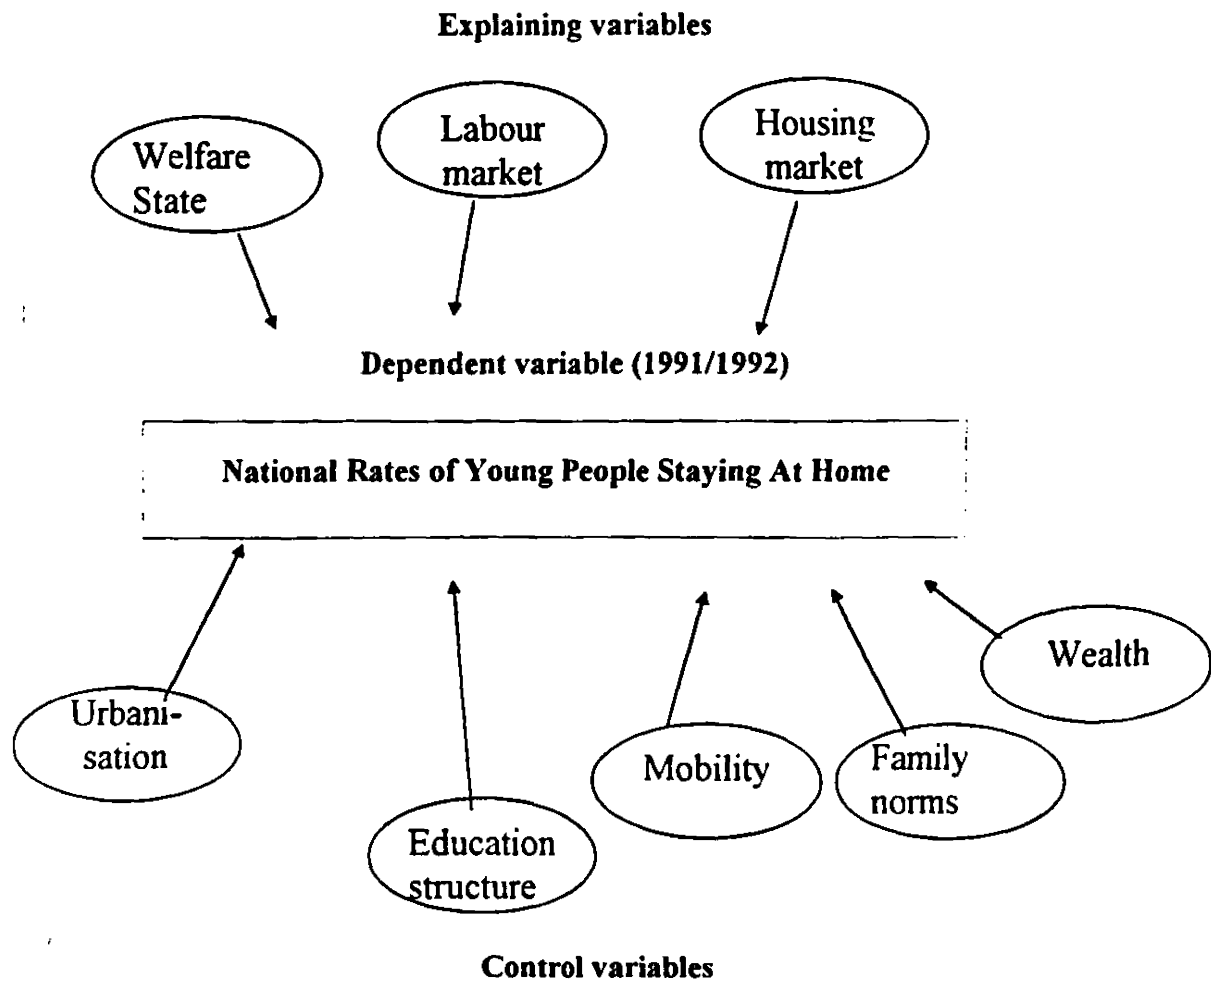 Explaining variables
Welfare
State
Labour
market
Housing
market
Dependent variable (1991/1992)
National Rates of Young People Staying At Home
Urbani-
sation
Education
structure
Mobility
Family
norms
Wealth
Control variables